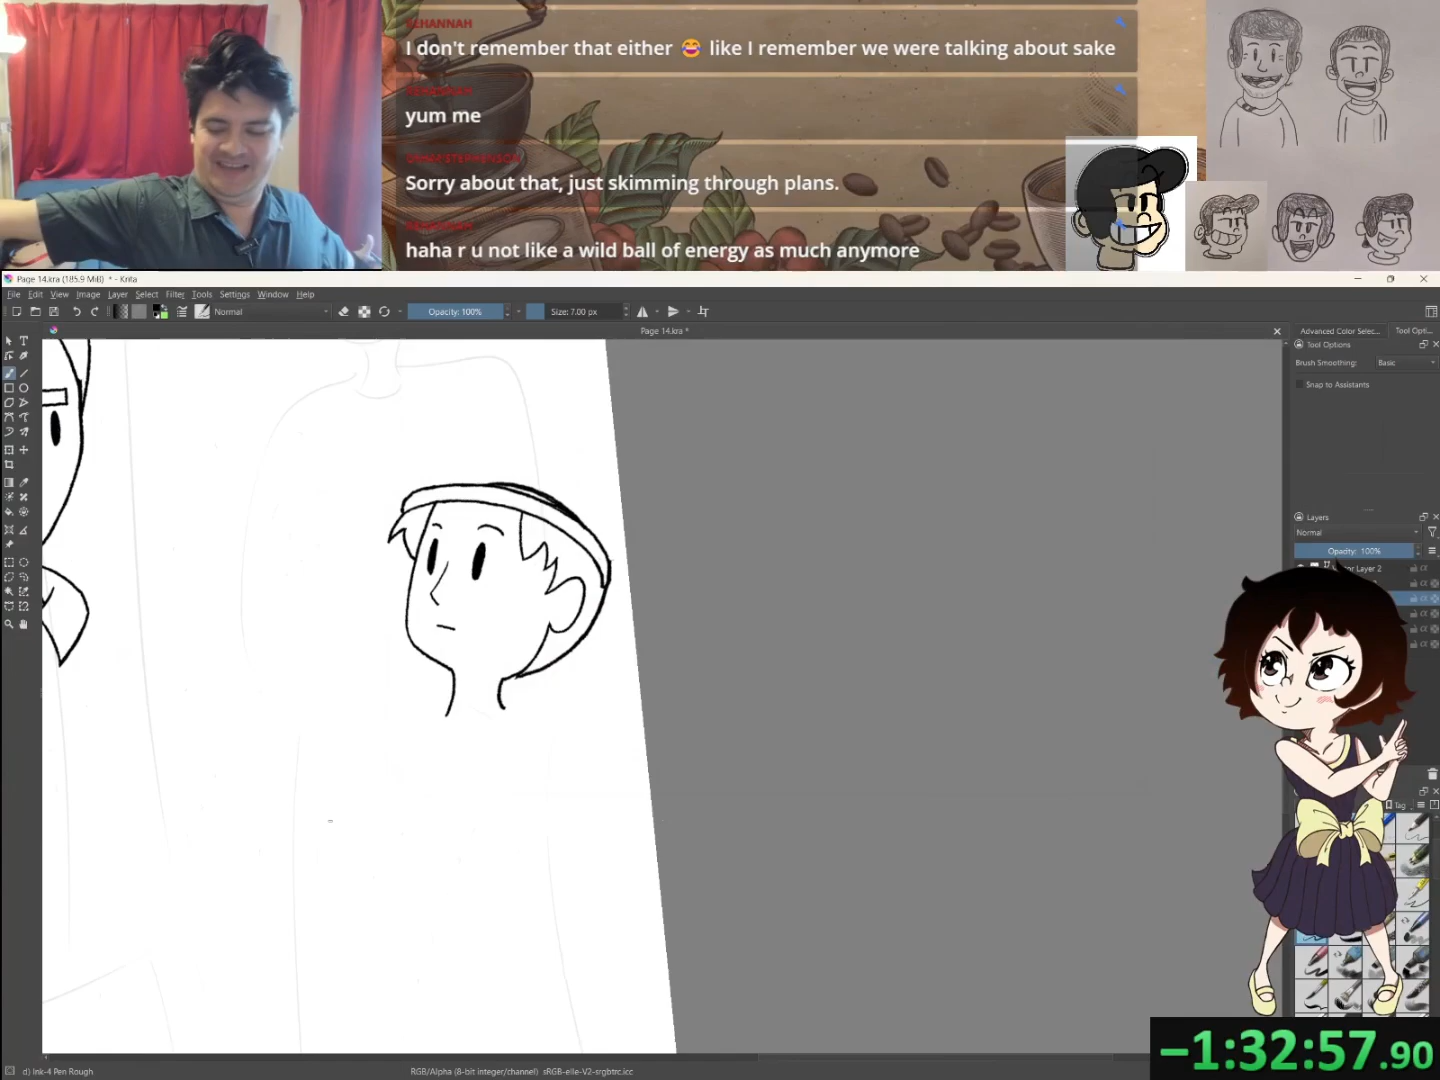 I don't remember that either 😂 like I remember we were talking about sake
yum me
Sorry about that, just skimming through plans.
haha r u not like a wild ball of energy as much anymore
Page 14.kra (185.9 MiB) * - Krita
File Edit View Image Layer Select Filter Tools Settings Window Help
Normal
Opacity: 100%
Size: 7.00 px
Page 14.kra *
Advanced Color Selec...
Tool Opti...
Tool Options
Brush Smoothing:
Basic
Snap to Assistants
Layers
Normal
Opacity: 100%
Layer 2
Tag
−1:32:57.90
d) Ink-4 Pen Rough
RGB/Alpha (8-bit integer/channel) sRGB-elle-V2-srgbtrc.icc